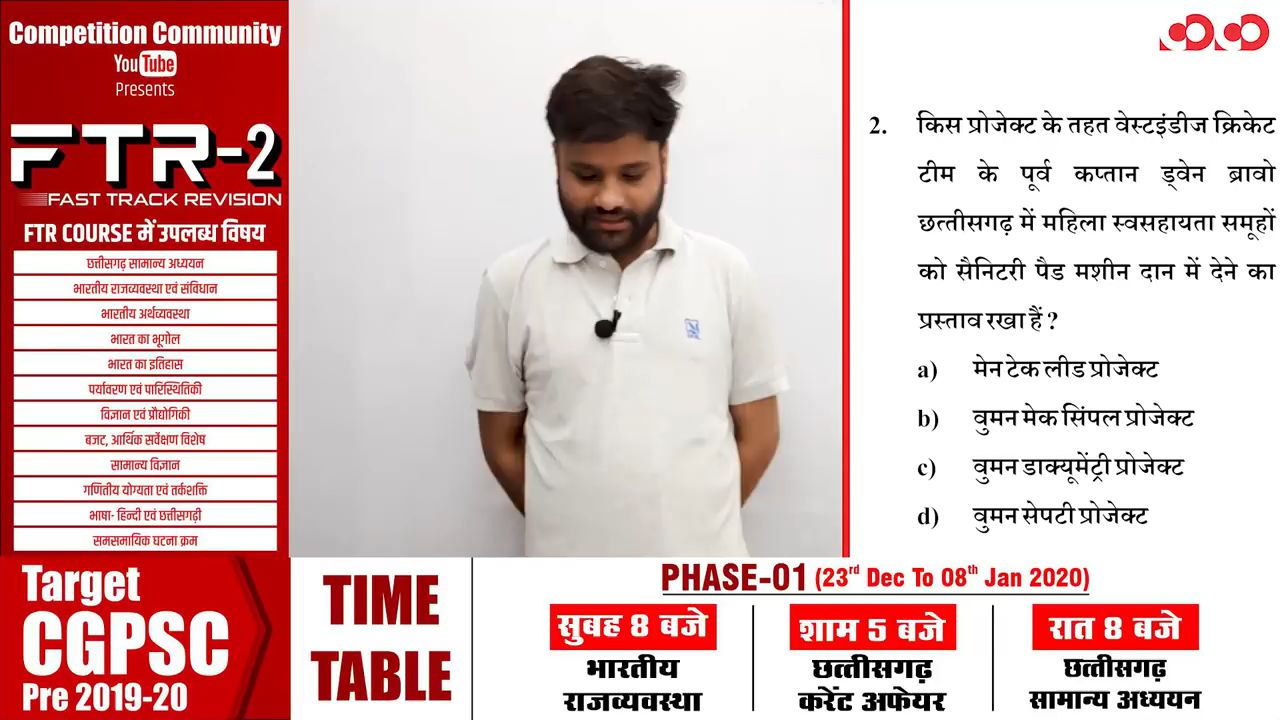 Competition Community
YouTube
Presents
FTR-2
FAST TRACK REVISION
FTR COURSE में उपलब्ध विषय
छत्तीसगढ़ सामान्य अध्ययन
भारतीय राजव्यवस्था एवं संविधान
भारतीय अर्थव्यवस्था
भारत का भूगोल
भारत का इतिहास
पर्यावरण एवं पारिस्थितिकी
विज्ञान एवं प्रौद्योगिकी
बजट, आर्थिक सर्वेक्षण विशेष
सामान्य विज्ञान
गणितीय योग्यता एवं तर्कशक्ति
भाषा- हिन्दी एवं छत्तीसगढ़ी
समसमायिक घटना क्रम
Target
CGPSC
Pre 2019-20
2. किस प्रोजेक्ट के तहत वेस्टइंडीज क्रिकेट
टीम के पूर्व कप्तान ड्वेन ब्रावो
छत्तीसगढ़ में महिला स्वसहायता समूहों
को सैनिटरी पैड मशीन दान में देने का
प्रस्ताव रखा हैं ?
a) मेन टेक लीड प्रोजेक्ट
b) वुमन मेक सिंपल प्रोजेक्ट
c) वुमन डाक्यूमेंट्री प्रोजेक्ट
d) वुमन सेपटी प्रोजेक्ट
TIME
TABLE
PHASE-01 (23rd Dec To 08th Jan 2020)
सुबह 8 बजे
भारतीय
राजव्यवस्था
शाम 5 बजे
छत्तीसगढ़
करेंट अफेयर
रात 8 बजे
छत्तीसगढ़
सामान्य अध्ययन